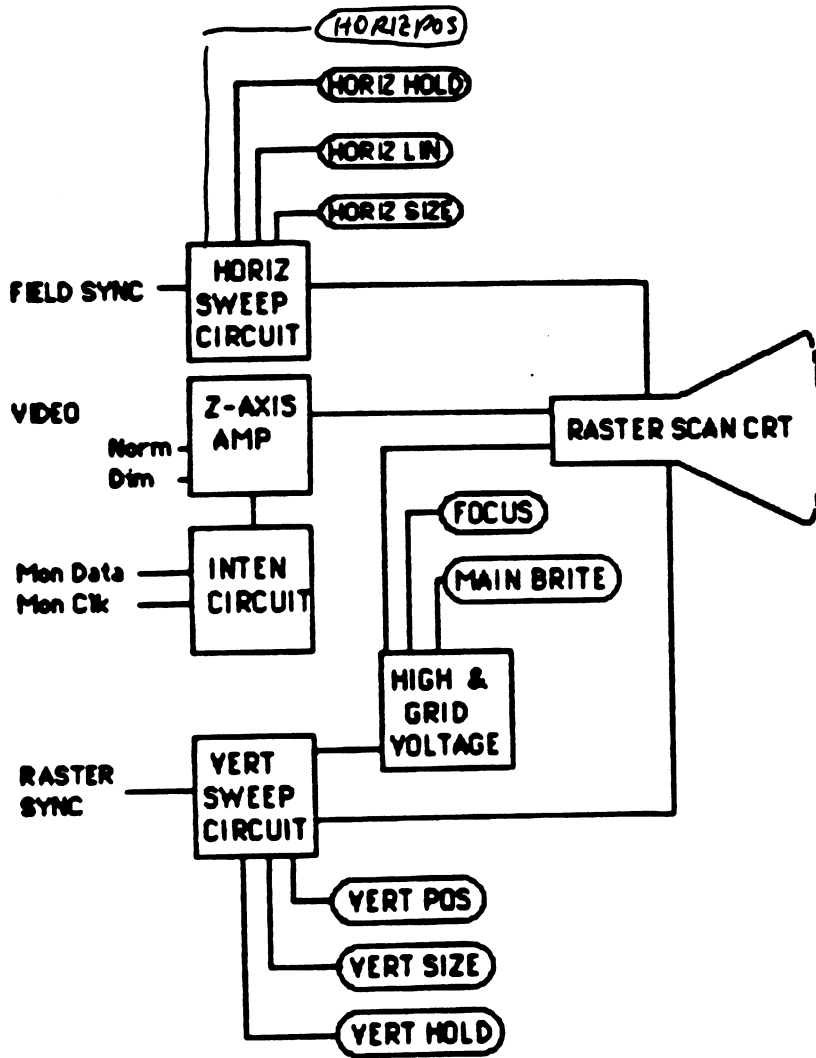 HORIZ POS
HORIZ HOLD
HORIZ LIN
HORIZ SIZE
FIELD SYNC
HORIZ
SWEEP
CIRCUIT
VIDEO
Norm
Dim
Z-AXIS
AMP
RASTER SCAN CRT
FOCUS
MAIN BRITE
Mon Data
Mon Clk
INTEN
CIRCUIT
HIGH &
GRID
VOLTAGE
RASTER
SYNC
VERT
SWEEP
CIRCUIT
VERT POS
VERT SIZE
VERT HOLD